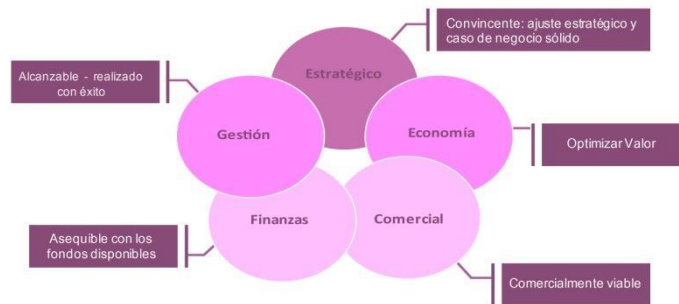 Convincente: ajuste estratégico y
caso de negocio sólido
Estratégico
Alcanzable - realizado
con éxito
Gestión
Economía
Optimizar Valor
Finanzas
Comercial
Asequible con los
fondos disponibles
Comercialmente viable